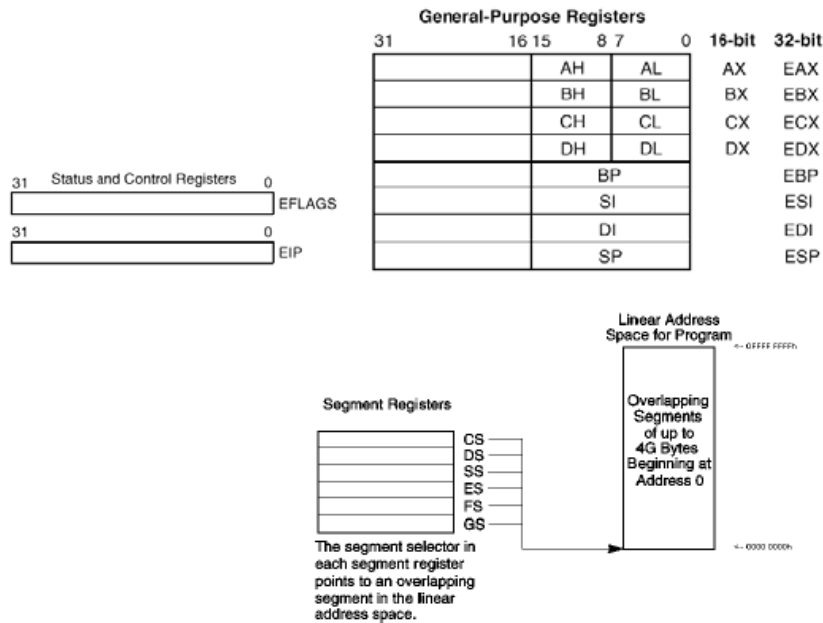 General-Purpose Registers
31 16 15 8 7 0 16-bit 32-bit
AH AL AX EAX
BH BL BX EBX
CH CL CX ECX
DH DL DX EDX
BP EBP
SI ESI
DI EDI
SP ESP
31 Status and Control Registers 0
EFLAGS
31 0
EIP
Linear Address
Space for Program
<- 0FFFF FFFFh
Segment Registers
CS
DS
SS
ES
FS
GS
Overlapping
Segments
of up to
4G Bytes
Beginning at
Address 0
<- 0000 0000h
The segment selector in
each segment register
points to an overlapping
segment in the linear
address space.